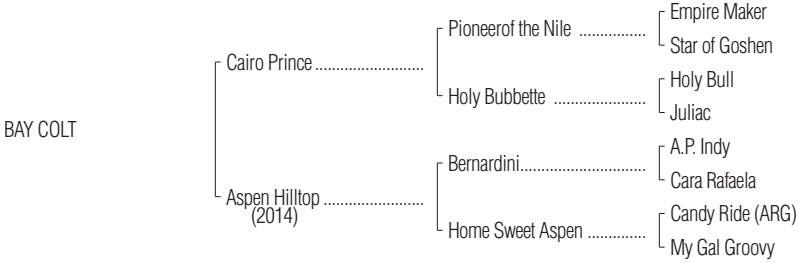 Empire Maker
Pioneerof the Nile ................
Star of Goshen
Cairo Prince ..........................
Holy Bull
Holy Bubbette ......................
Juliac
BAY COLT
A.P. Indy
Bernardini..............................
Cara Rafaela
Aspen Hilltop ........................
(2014)
Candy Ride (ARG)
Home Sweet Aspen ..............
My Gal Groovy